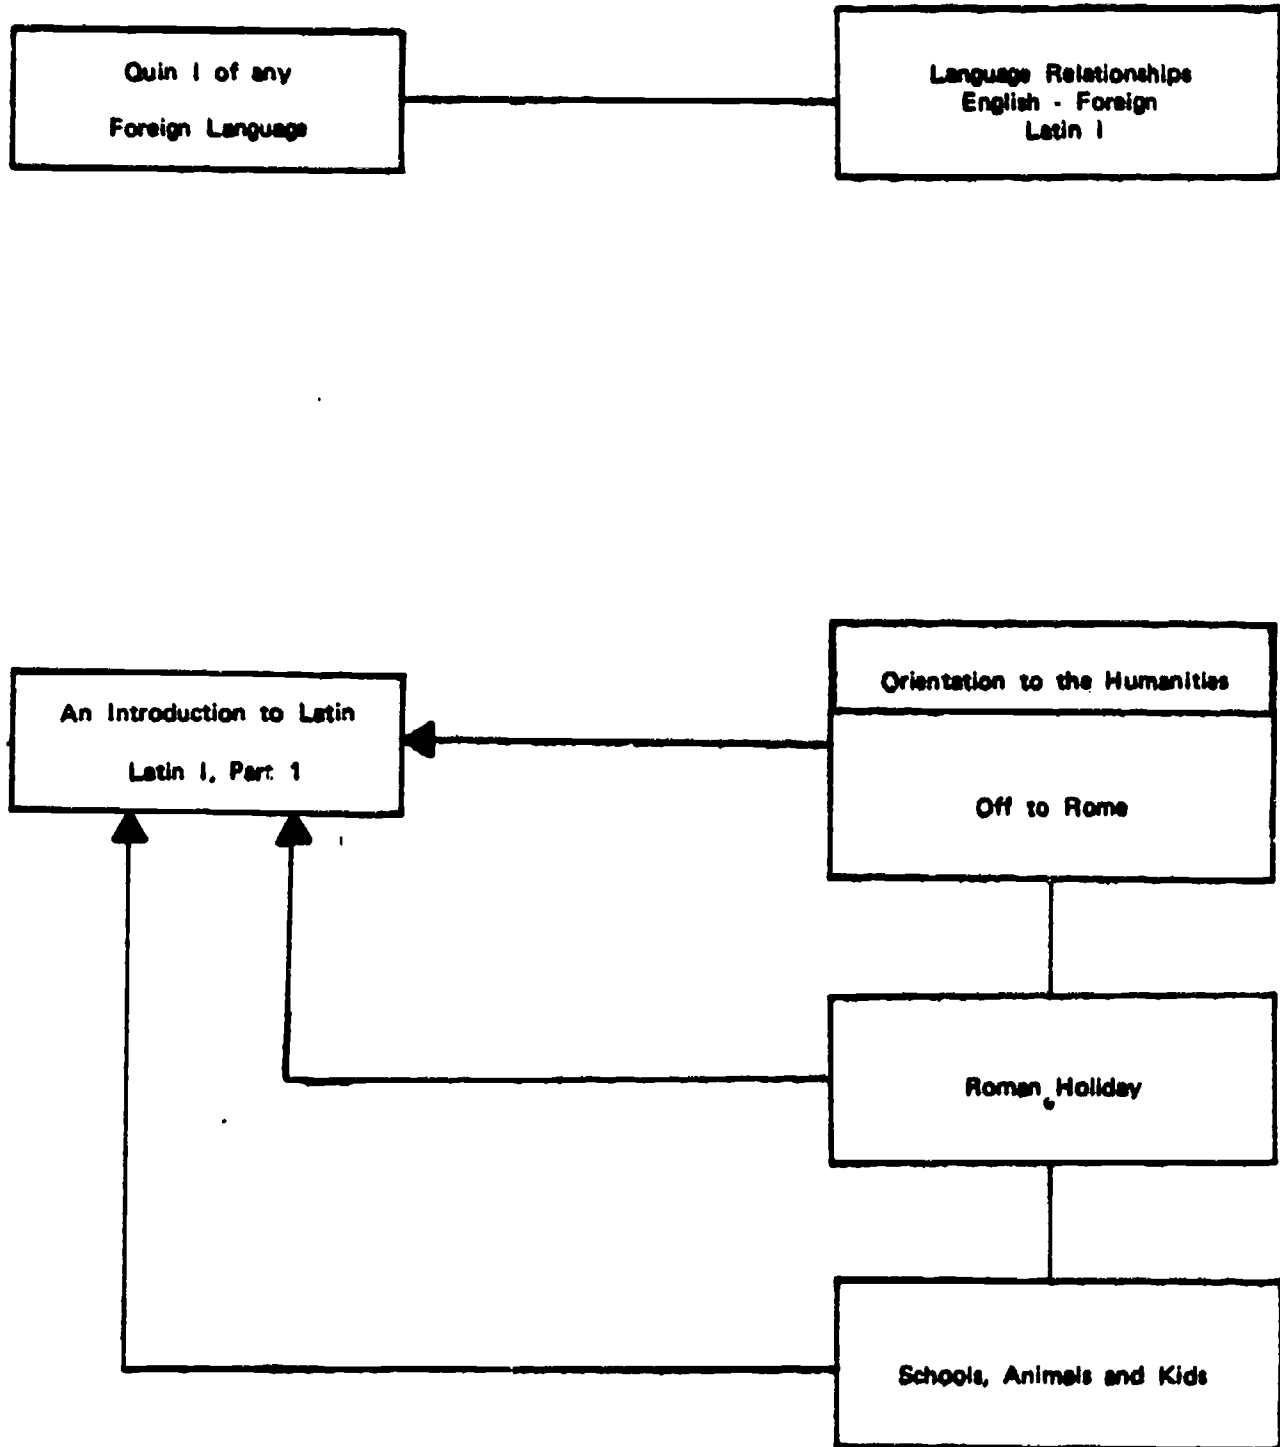 Quin I of any
Foreign Language
Language Relationships
English - Foreign
Latin I
An Introduction to Latin
Latin I, Part 1
Orientation to the Humanities
Off to Rome
Roman Holiday
Schools, Animals and Kids